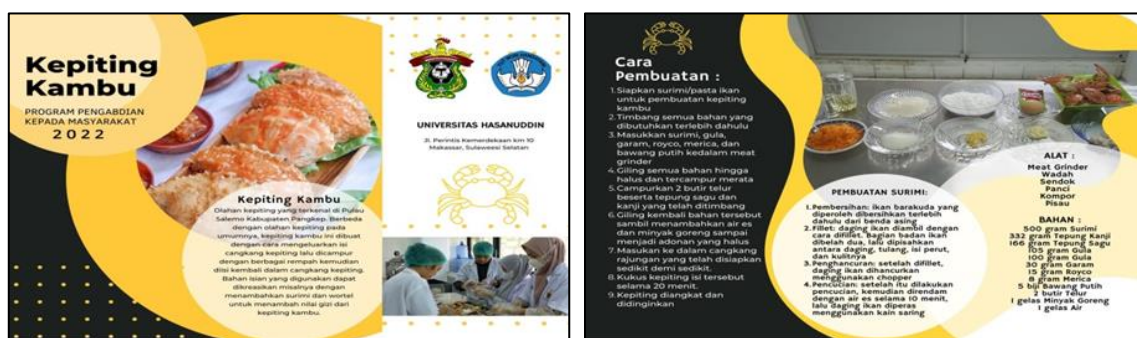 Kepiting
Kambu
PROGRAM PENGABDIAN
KEPADA MASYARAKAT
2022
Kepiting Kambu
Olahan kepiting yang terkenal di Pulau
Salemo Kabupaten Pangkep. Berbeda
dengan olahan kepiting pada
umumnya, kepiting kambu ini dibuat
dengan cara mengeluarkan isi
cangkang kepiting lalu dicampur
dengan berbagai rempah kemudian
diisi kembali dalam cangkang kepiting.
Bahan isian yang digunakan dapat
dikreasikan misalnya dengan
menambahkan surimi dan wortel
untuk menambah nilai gizi dari
kepiting kambu.
UNIVERSITAS HASANUDDIN
Jl. Perintis Kemerdekaan km 10
Makassar, Sulawesi Selatan
Cara
Pembuatan :
1. Siapkan surimi/pasta ikan
untuk pembuatan kepiting
kambu
2. Timbang semua bahan yang
dibutuhkan terlebih dahulu
3. Masukkan surimi, gula,
garam, royco, merica, dan
bawang putih kedalam meat
grinder
4. Giling semua bahan hingga
halus dan tercampur merata
5. Campurkan 2 butir telur
beserta tepung sagu dan
kanji yang telah ditimbang
6. Giling kembali bahan tersebut
sambil menambahkan air es
dan minyak goreng sampai
menjadi adonan yang halus
7. Masukan ke dalam cangkang
rajungan yang telah disiapkan
sedikit demi sedikit.
8. Kukus kepiting isi tersebut
selama 20 menit.
9. Kepiting diangkat dan
didinginkan
PEMBUATAN SURIMI:
1. Pembersihan: ikan barakuda yang
diperoleh dibersihkan terlebih
dahulu dari benda asing
2. Fillet: daging ikan diambil dengan
cara difillet. Bagian badan ikan
dibelah dua, lalu dipisahkan
antara daging, tulang, isi perut,
dan kulitnya
3. Penghancuran: setelah difillet,
daging ikan dihancurkan
menggunakan chopper
4. Pencucian: setelah itu dilakukan
pencucian, kemudian direndam
dengan air es selama 10 menit,
lalu daging ikan diperas
menggunakan kain saring
ALAT :
Meat Grinder
Wadah
Sendok
Panci
Kompor
Pisau
BAHAN :
500 gram Surimi
332 gram Tepung Kanji
166 gram Tepung Sagu
105 gram Gula
100 gram Gula
30 gram Garam
15 gram Royco
8 gram Merica
5 biji Bawang Putih
2 butir Telur
1 gelas Minyak Goreng
1 gelas Air